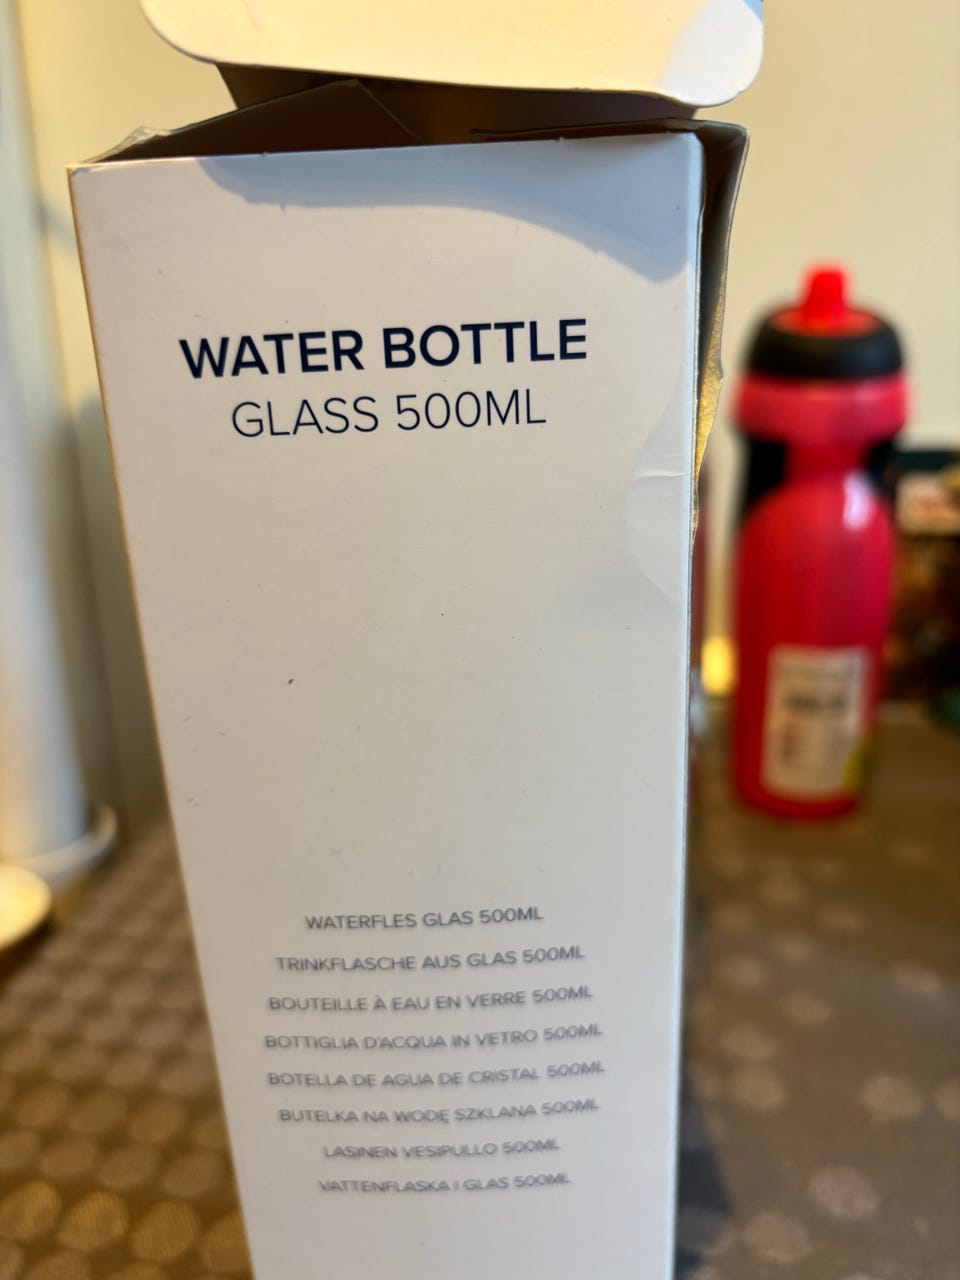 WATER BOTTLE
GLASS 500ML
WATERFLES GLAS 500ML
TRINKFLASCHE AUS GLAS 500ML
BOUTEILLE À EAU EN VERRE 500ML
BOTTIGLIA D'ACQUA IN VETRO 500ML
BOTELLA DE AGUA DE CRISTAL 500ML
BUTELKA NA WODĘ SZKLANA 500ML
LASINEN VESIPULLO 500ML
VATTENFLASKA I GLAS 500ML